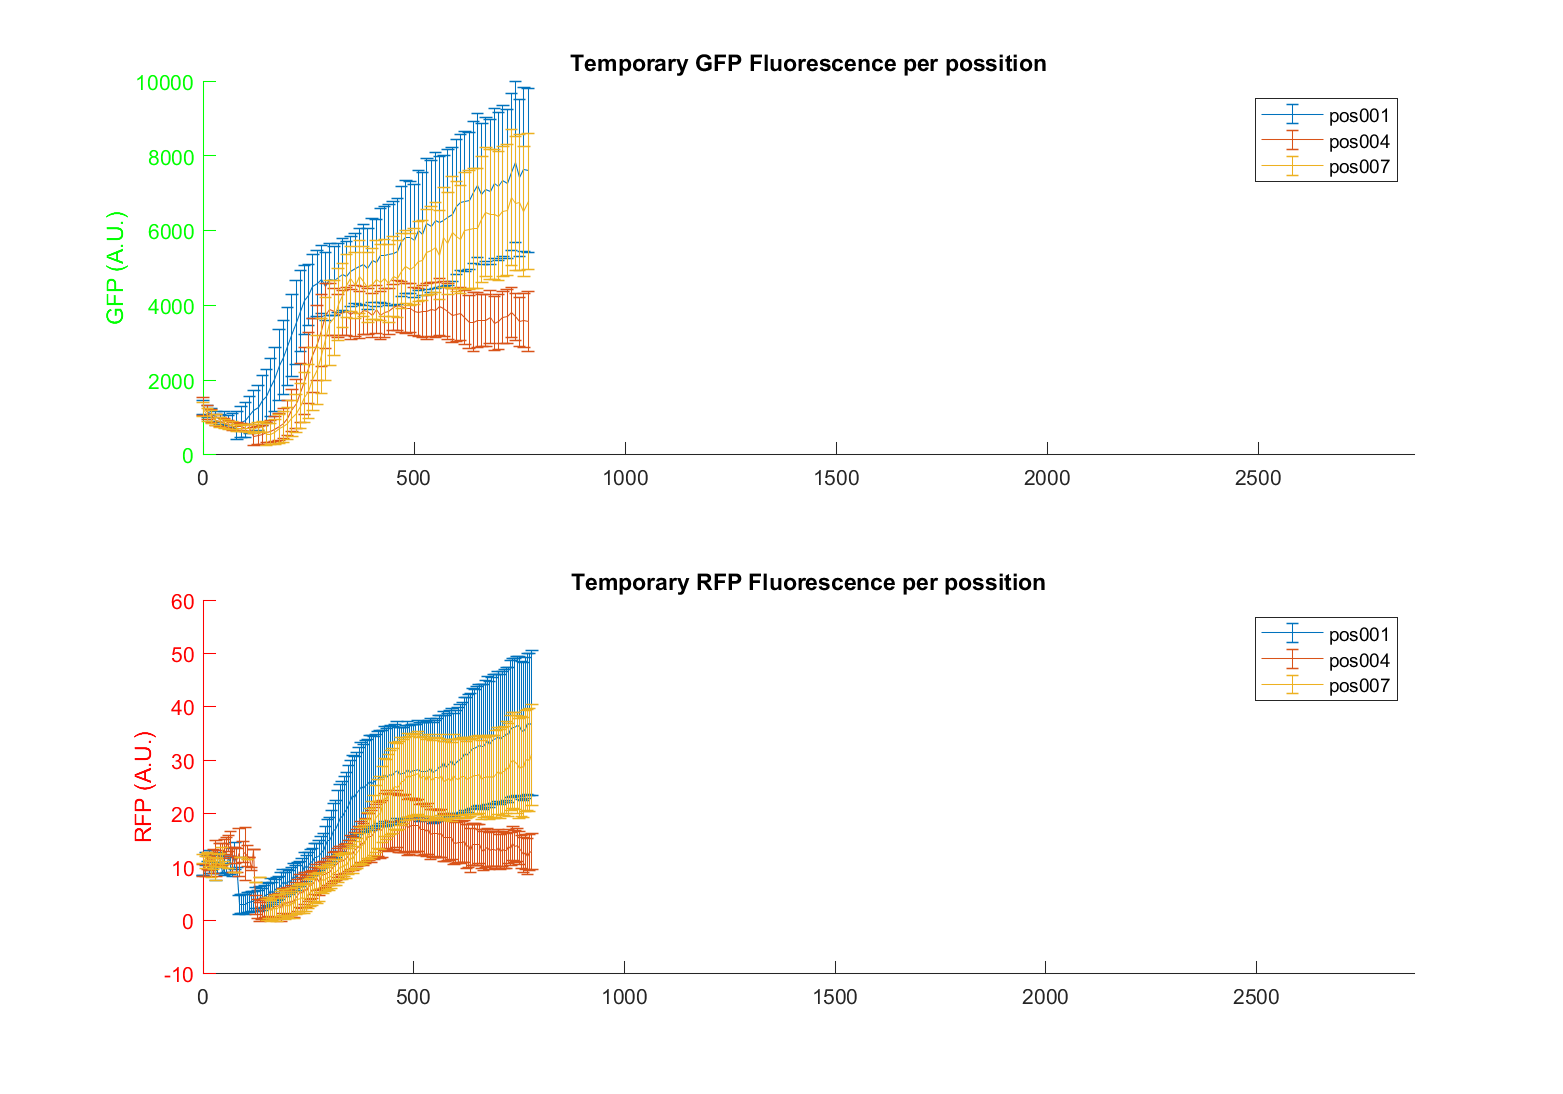 Temporary GFP Fluorescence per possition
10000
8000
6000
4000
2000
0
GFP (A.U.)
0 500 1000 1500 2000 2500
pos001
pos004
pos007
Temporary RFP Fluorescence per possition
60
50
40
30
20
10
0
-10
RFP (A.U.)
0 500 1000 1500 2000 2500
pos001
pos004
pos007